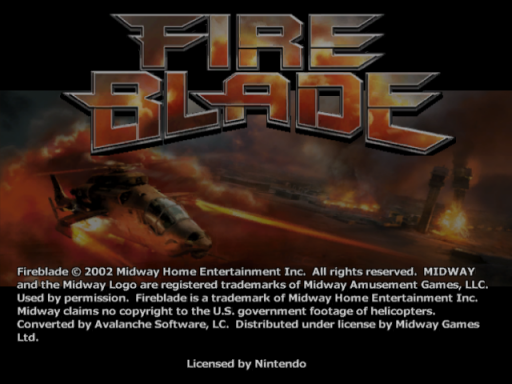 FIRE
BLADE
Fireblade © 2002 Midway Home Entertainment Inc.  All rights reserved.  MIDWAY
and the Midway Logo are registered trademarks of Midway Amusement Games, LLC.
Used by permission.  Fireblade is a trademark of Midway Home Entertainment Inc.
Midway claims no copyright to the U.S. government footage of helicopters.
Converted by Avalanche Software, LC.  Distributed under license by Midway Games
Ltd.
Licensed by Nintendo